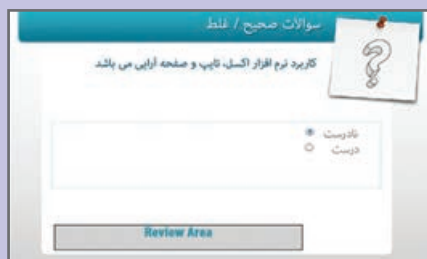 سوالات صحیح / غلط
کاربرد نرم افزار اکسل، تایپ و صفحه آرایی می باشد
نادرست
درست
Review Area